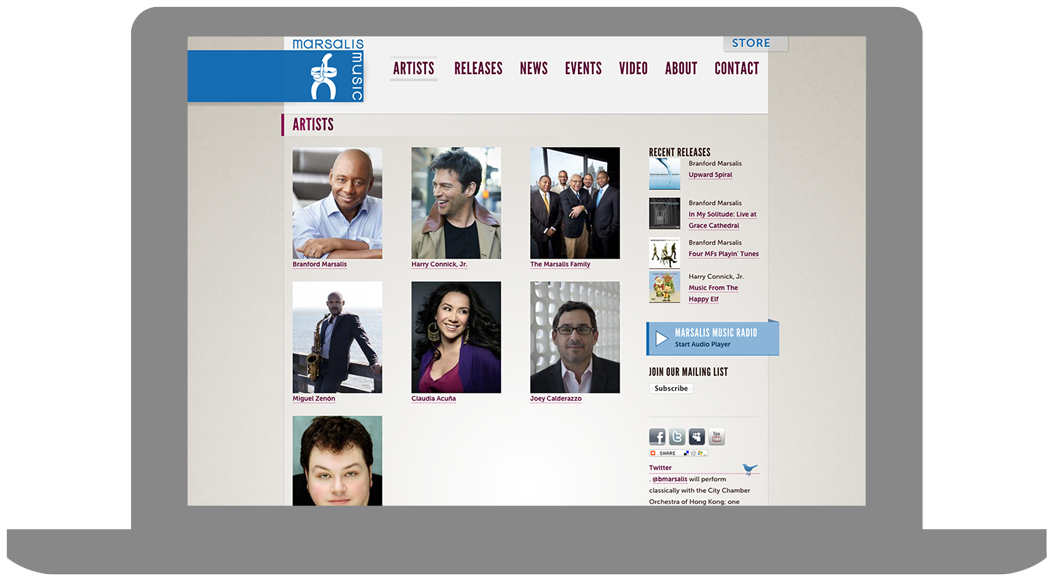 marsalis
music
STORE
ARTISTS RELEASES NEWS EVENTS VIDEO ABOUT CONTACT
ARTISTS
Branford Marsalis
Harry Connick, Jr.
The Marsalis Family
Miguel Zenón
Claudia Acuña
Joey Calderazzo
RECENT RELEASES
Branford Marsalis
Upward Spiral
Branford Marsalis
In My Solitude: Live at
Grace Cathedral
Branford Marsalis
Four MFs Playin' Tunes
Harry Connick, Jr.
Music From The
Happy Elf
MARSALIS MUSIC RADIO
Start Audio Player
JOIN OUR MAILING LIST
Subscribe
f
t
You
SHARE
Twitter
. @bmarsalis will perform
classically with the City Chamber
Orchestra of Hong Kong; one